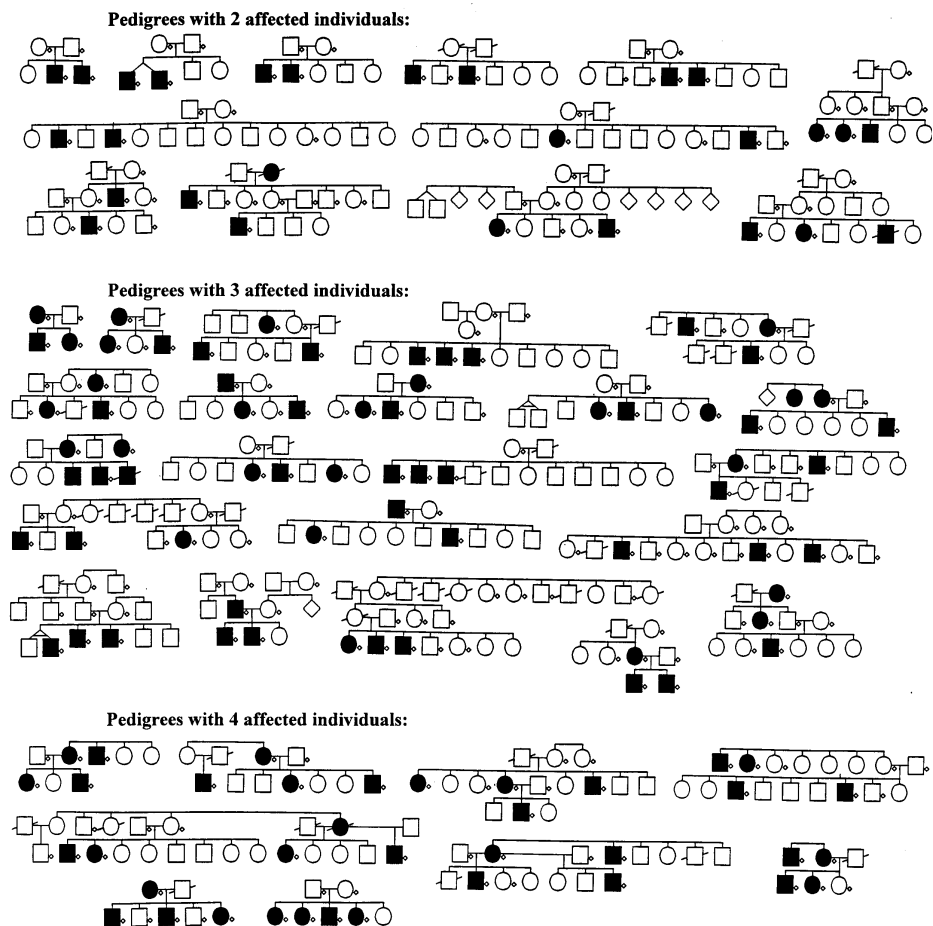 Pedigrees with 2 affected individuals:
Pedigrees with 3 affected individuals:
Pedigrees with 4 affected individuals: